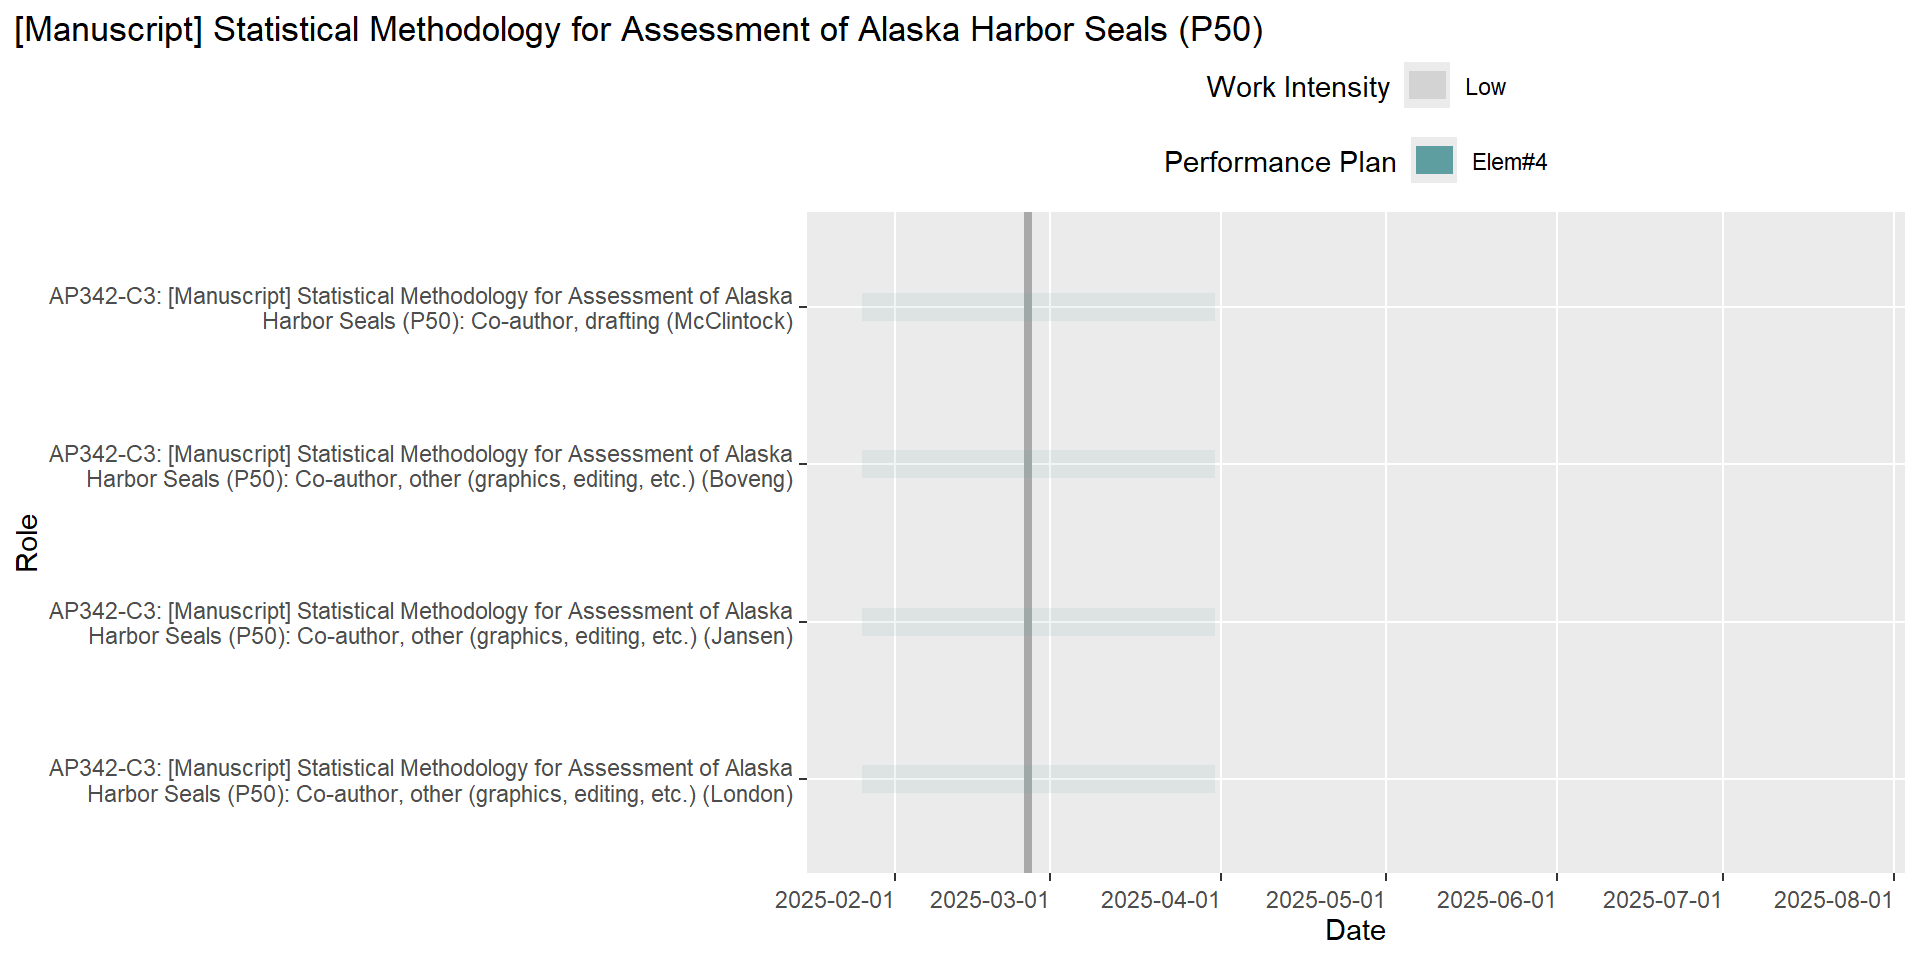 [Manuscript] Statistical Methodology for Assessment of Alaska Harbor Seals (P50)
Work Intensity
Low
Performance Plan
Elem#4
Role
AP342-C3: [Manuscript] Statistical Methodology for Assessment of Alaska
Harbor Seals (P50): Co-author, drafting (McClintock)
AP342-C3: [Manuscript] Statistical Methodology for Assessment of Alaska
Harbor Seals (P50): Co-author, other (graphics, editing, etc.) (Boveng)
AP342-C3: [Manuscript] Statistical Methodology for Assessment of Alaska
Harbor Seals (P50): Co-author, other (graphics, editing, etc.) (Jansen)
AP342-C3: [Manuscript] Statistical Methodology for Assessment of Alaska
Harbor Seals (P50): Co-author, other (graphics, editing, etc.) (London)
2025-02-01 2025-03-01 2025-04-01 2025-05-01 2025-06-01 2025-07-01 2025-08-01
Date